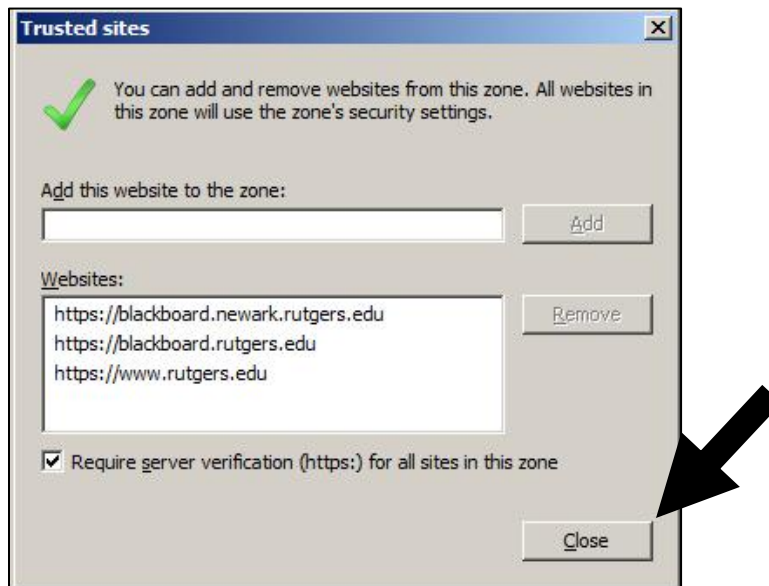 Trusted sites
You can add and remove websites from this zone. All websites in
this zone will use the zone's security settings.
Add this website to the zone:
Add
Websites:
https://blackboard.newark.rutgers.edu
Remove
https://blackboard.rutgers.edu
https://www.rutgers.edu
Require server verification (https:) for all sites in this zone
Close